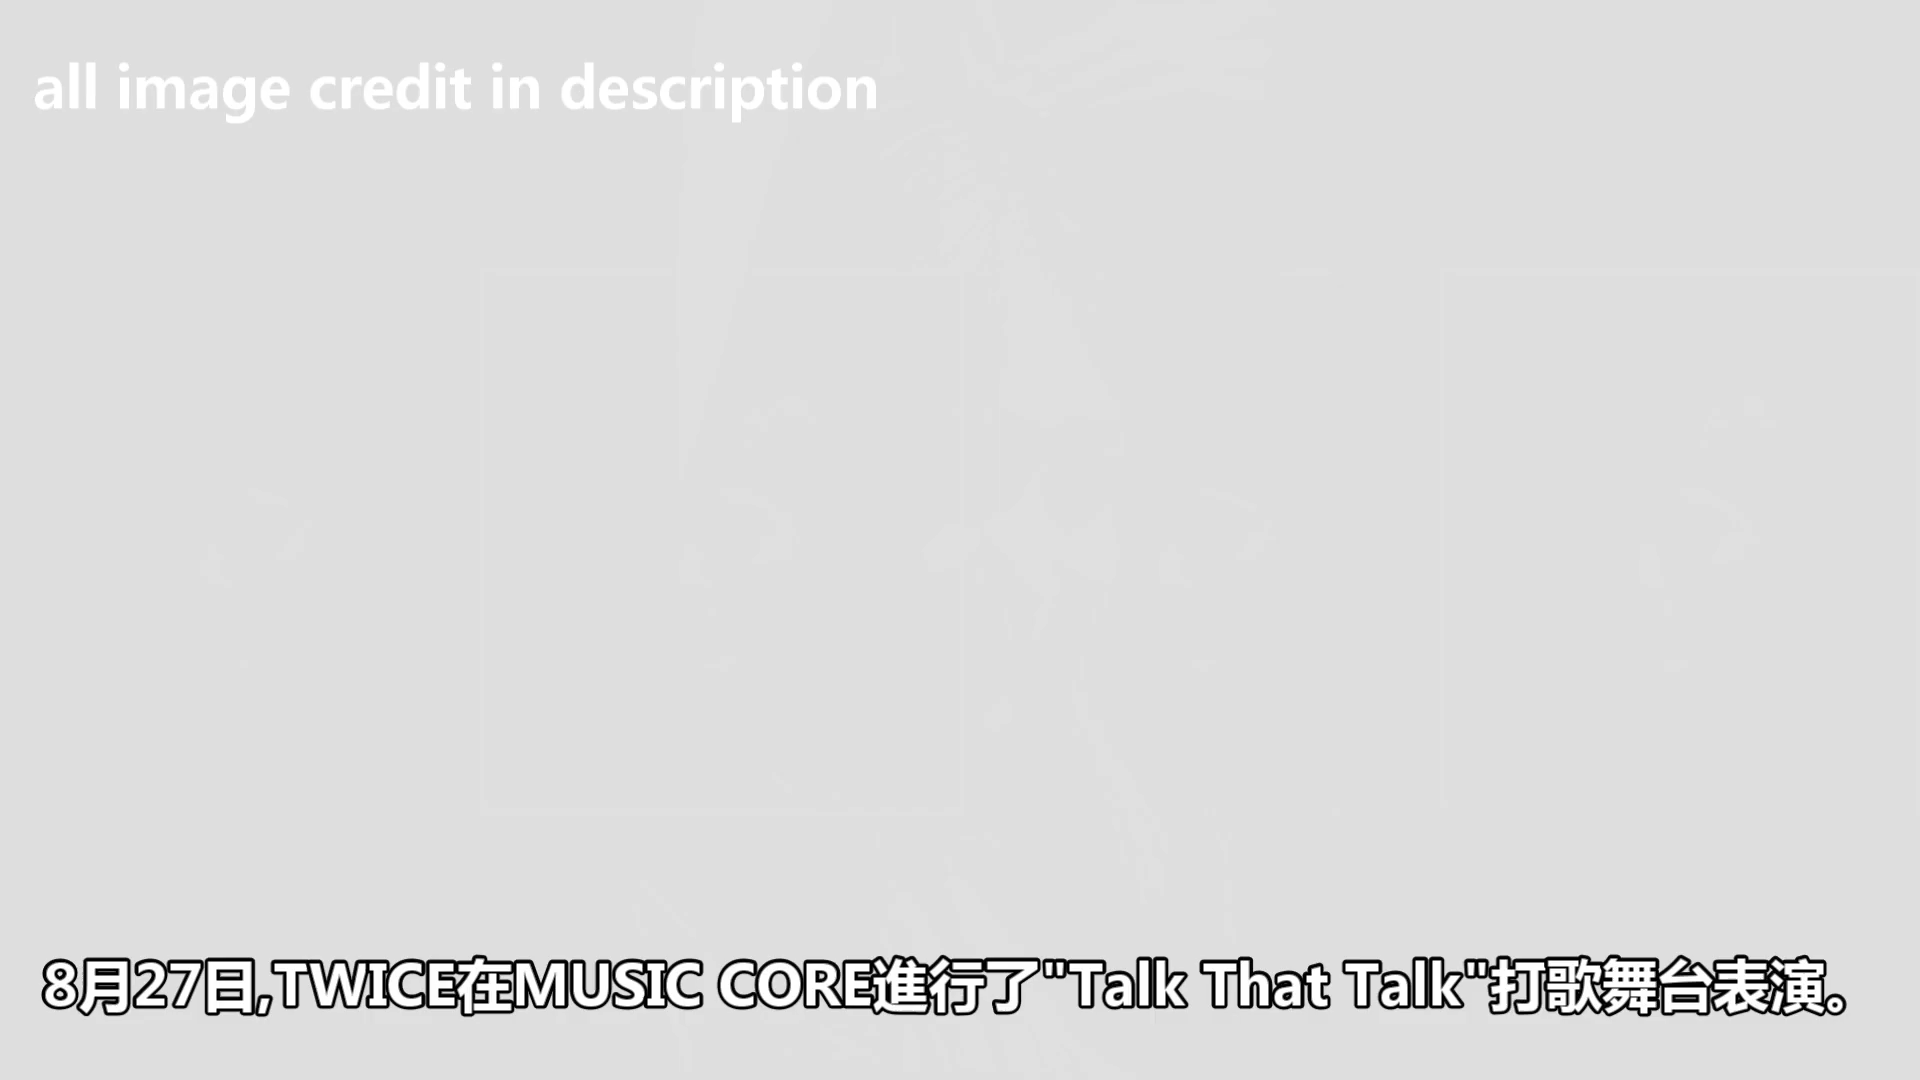 all image credit in description
8月27日,TWICE在MUSIC CORE進行了"Talk That Talk"打歌舞台表演。